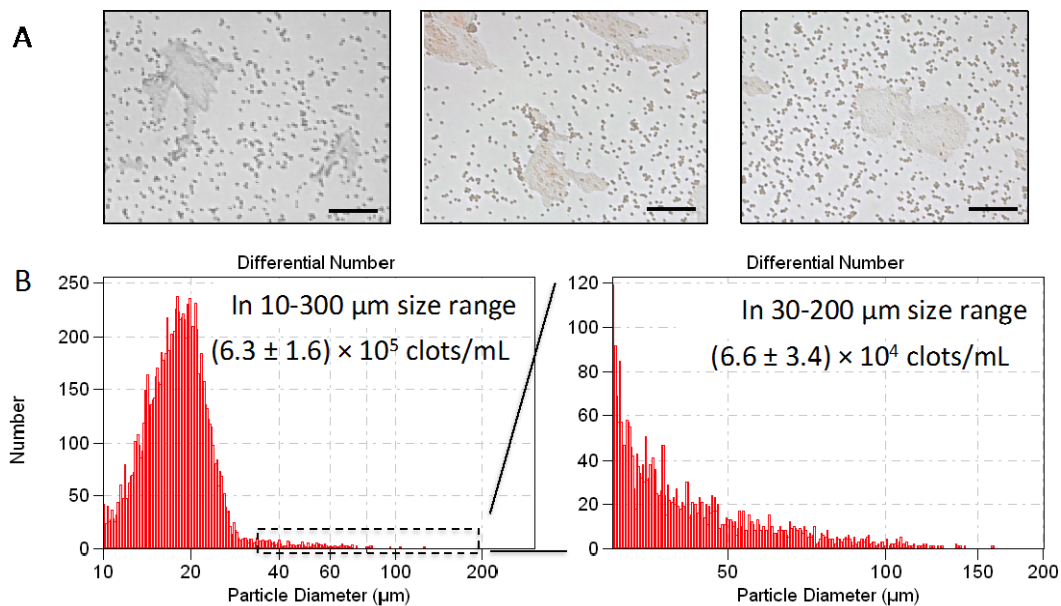 A
B
Differential Number
In 10-300 µm size range
(6.3 ± 1.6) × 10⁵ clots/mL
250
200
150
100
50
0
Number
10 20 40 60 100 200
Particle Diameter (µm)
Differential Number
In 30-200 µm size range
(6.6 ± 3.4) × 10⁴ clots/mL
120
100
80
60
40
20
0
50 100 150 200
Particle Diameter (µm)